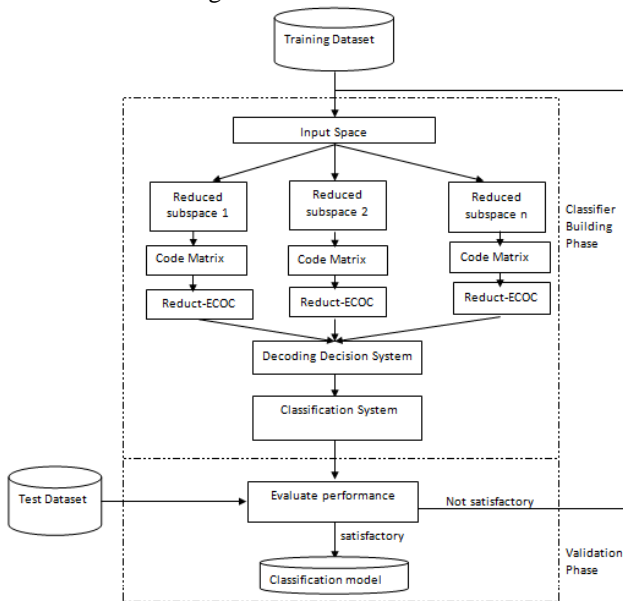 Training Dataset
Input Space
Reduced
subspace 1
Reduced
subspace 2
Reduced
subspace n
Classifier
Building
Phase
Code Matrix
Code Matrix
Code Matrix
Reduct-ECOC
Reduct-ECOC
Reduct-ECOC
Decoding Decision System
Classification System
Test Dataset
Evaluate performance
Not satisfactory
satisfactory
Classification model
Validation
Phase